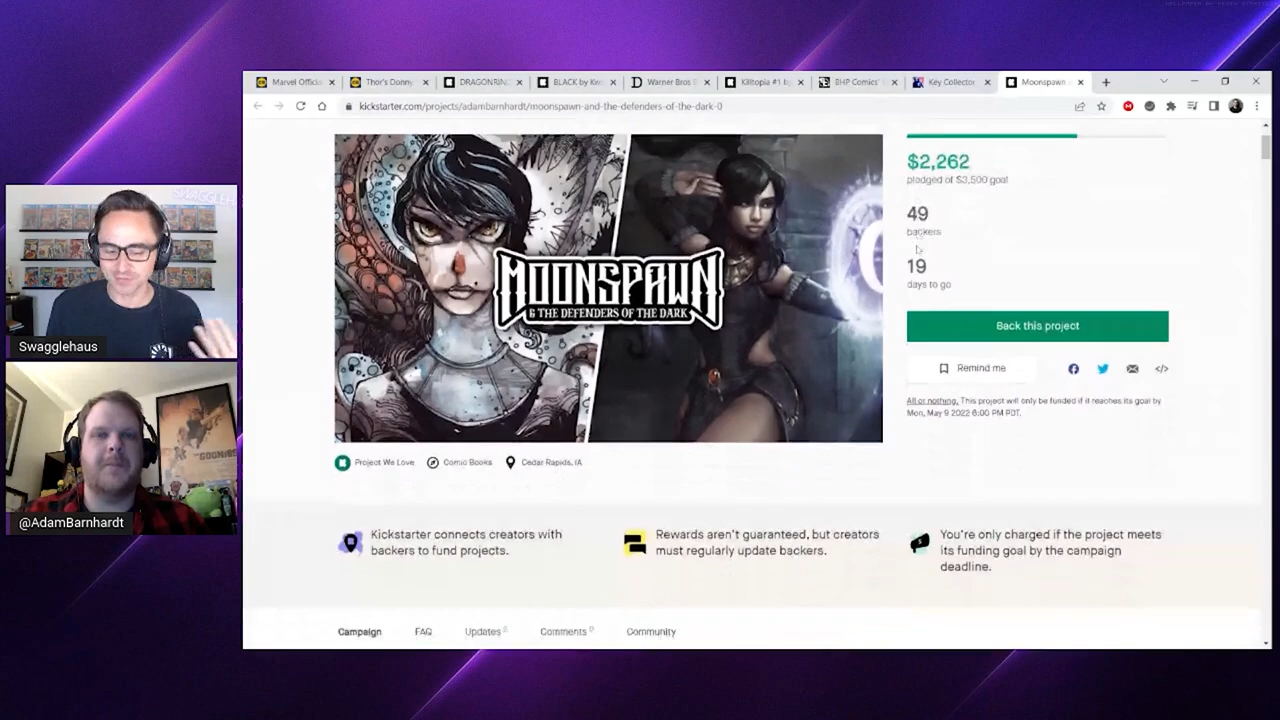 Marvel Officia
Thor's Donny
DRAGONRING
BLACK by Kwa
Warner Bros
Killtopia #1
BHP Comics'
Key Collector
Moonspawn
kickstarter.com/projects/adambarnhardt/moonspawn-and-the-defenders-of-the-dark-0
$2,262
pledged of $3,500 goal
49
backers
19
days to go
Back this project
Remind me
All or nothing. This project will only be funded if it reaches its goal by
Mon, May 9 2022 6:00 PM PDT.
MOONSPAWN
& THE DEFENDERS OF THE DARK
Project We Love
Comic Books
Cedar Rapids, IA
Kickstarter connects creators with
backers to fund projects.
Rewards aren't guaranteed, but creators
must regularly update backers.
You're only charged if the project meets
its funding goal by the campaign
deadline.
Campaign
FAQ
Updates
Comments
Community
Swagglehaus
THE GOONIES
@AdamBarnhardt